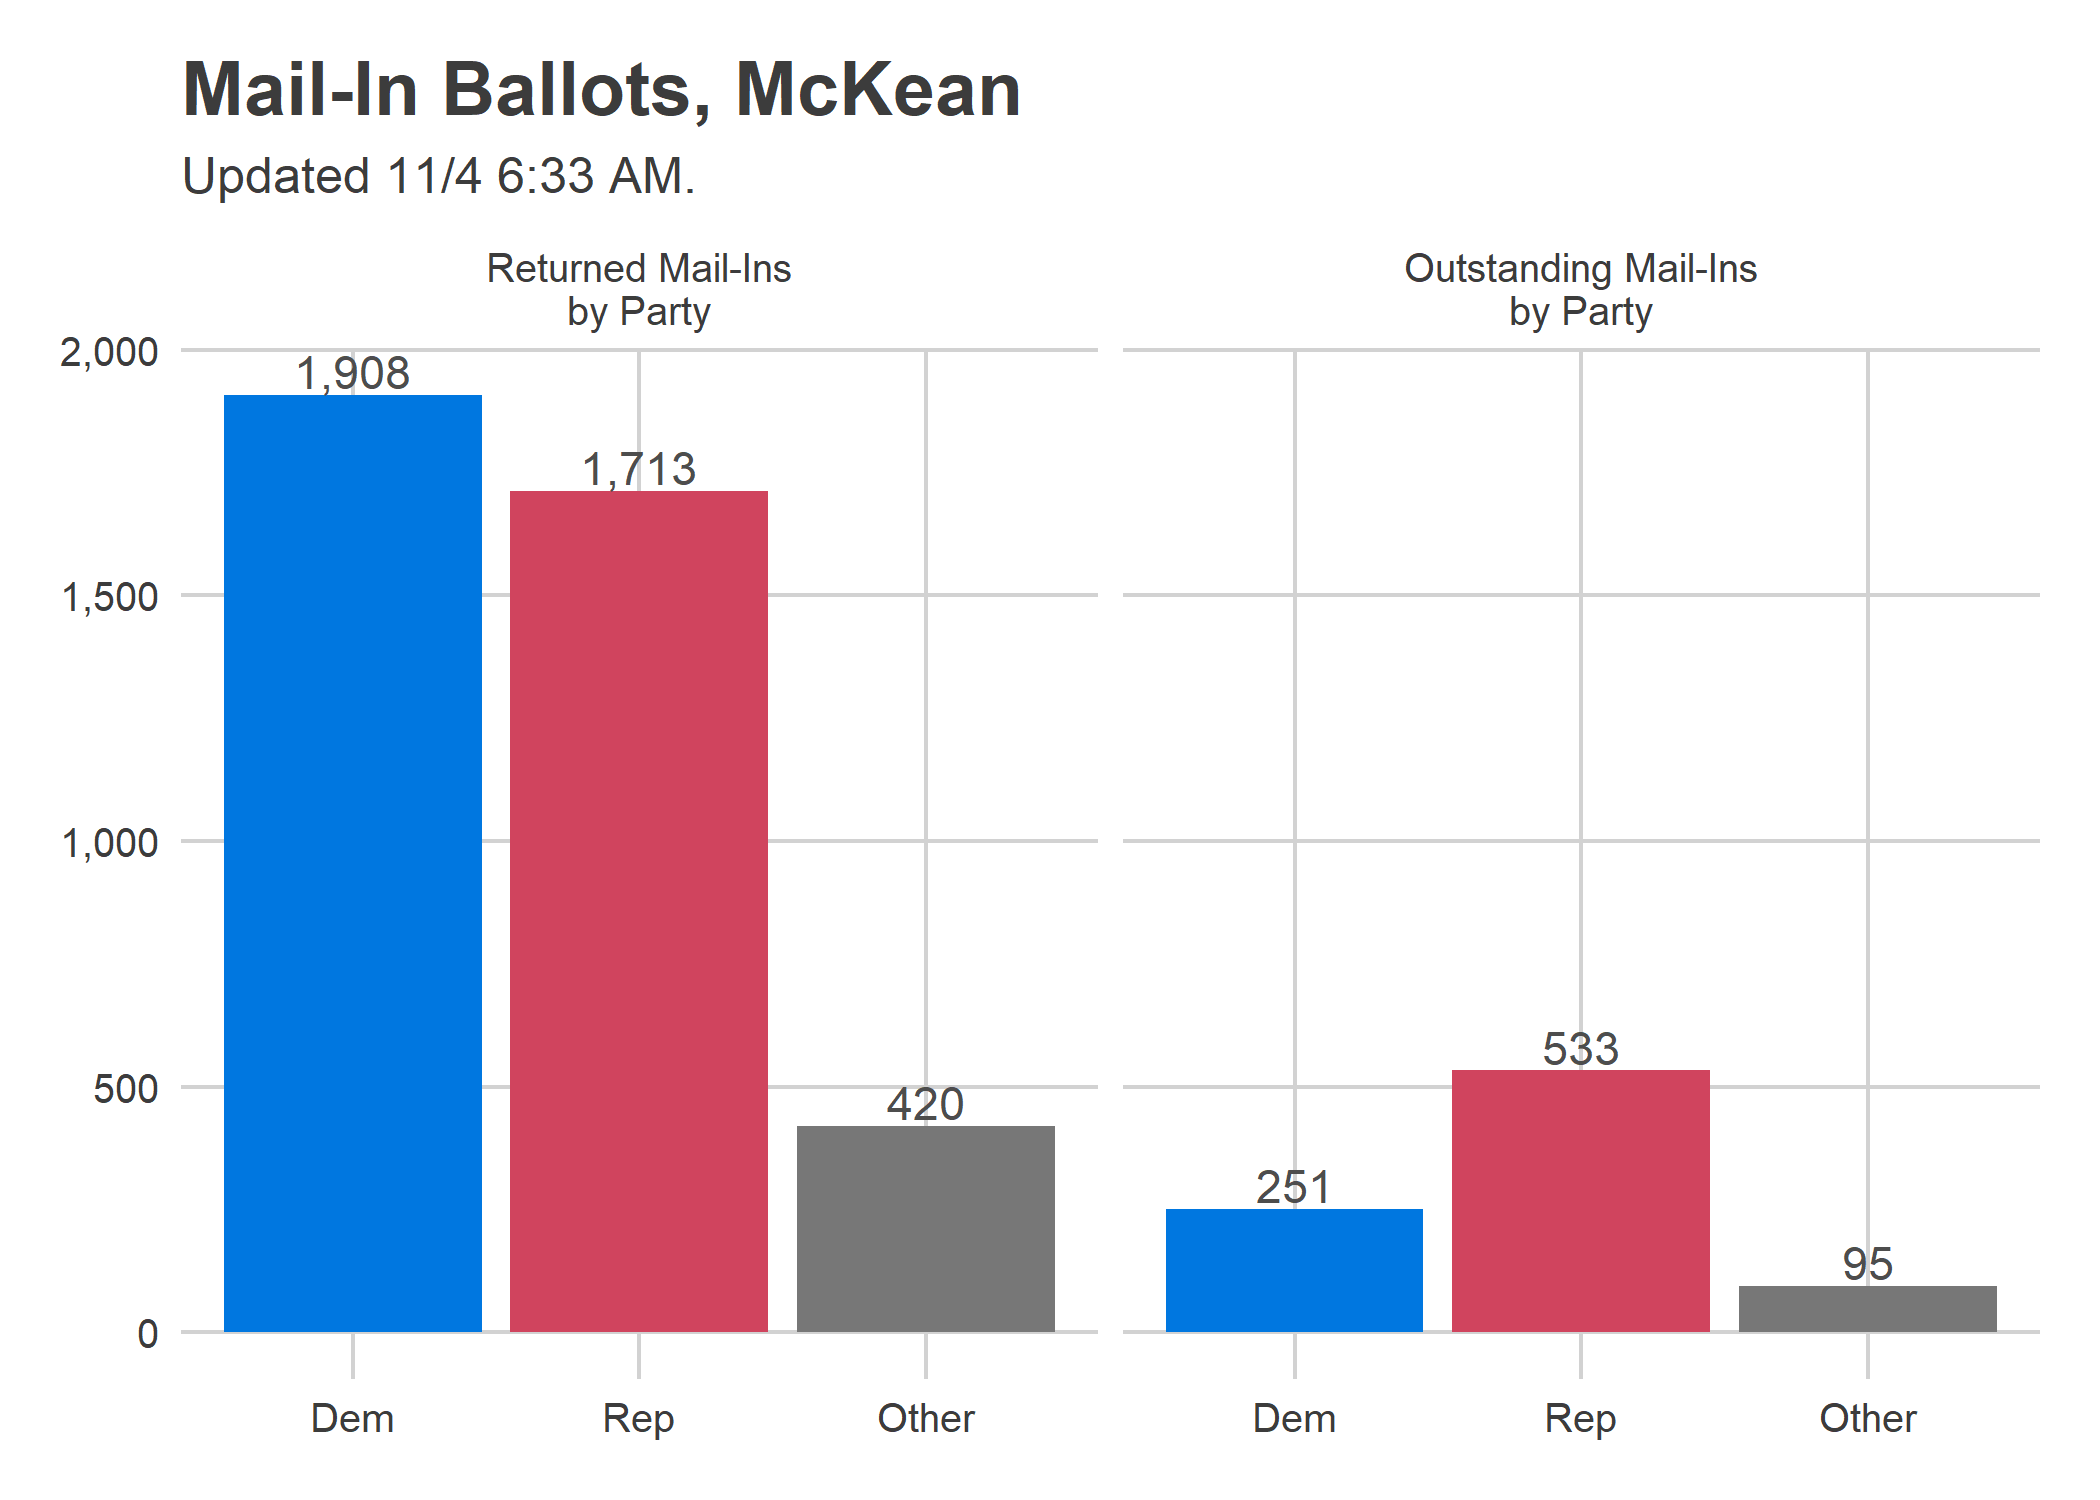 Mail-In Ballots, McKean
Updated 11/4 6:33 AM.
Returned Mail-Ins
by Party
Outstanding Mail-Ins
by Party
2,000
1,500
1,000
500
0
1,908
1,713
420
251
533
95
Dem
Rep
Other
Dem
Rep
Other